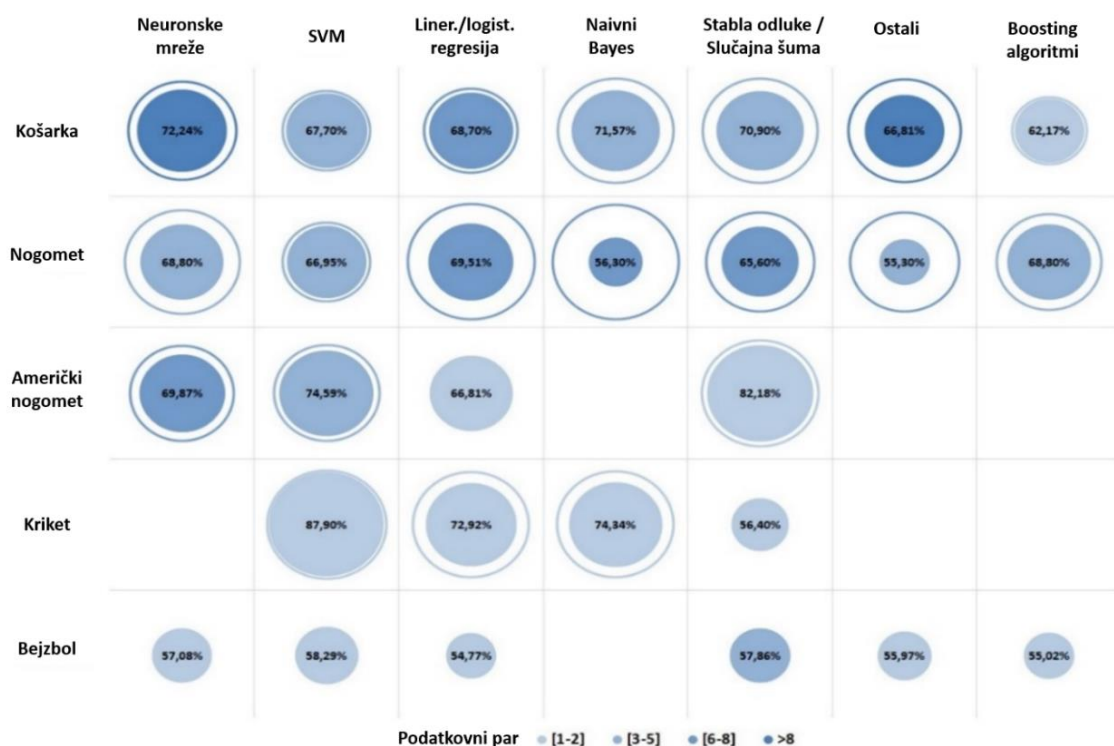 Neuronske
mreže
SVM
Liner./logist.
regresija
Naivni
Bayes
Stabla odluke /
Slučajna šuma
Ostali
Boosting
algoritmi
Košarka
72,24%
67,70%
68,70%
71,57%
70,90%
66,81%
62,17%
Nogomet
68,80%
66,95%
69,51%
56,30%
65,60%
55,30%
68,80%
Američki
nogomet
69,87%
74,59%
66,81%
82,18%
Kriket
87,90%
72,92%
74,34%
56,40%
Bejzbol
57,08%
58,29%
54,77%
57,86%
55,97%
55,02%
Podatkovni par [1-2] [3-5] [6-8] >8